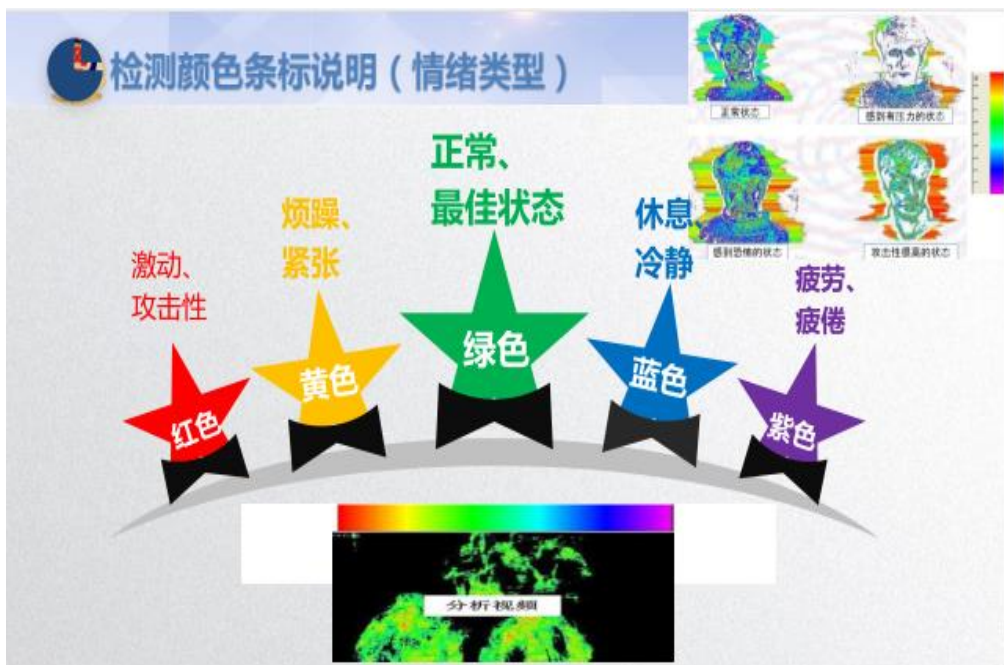 检测颜色条标说明（情绪类型）
正常状态
感到有压力的状态
感到恐怖的状态
攻击性很高的状态
正常、
最佳状态
烦躁、
紧张
休息、
冷静
激动、
攻击性
疲劳、
疲倦
红色
黄色
绿色
蓝色
紫色
分析视频